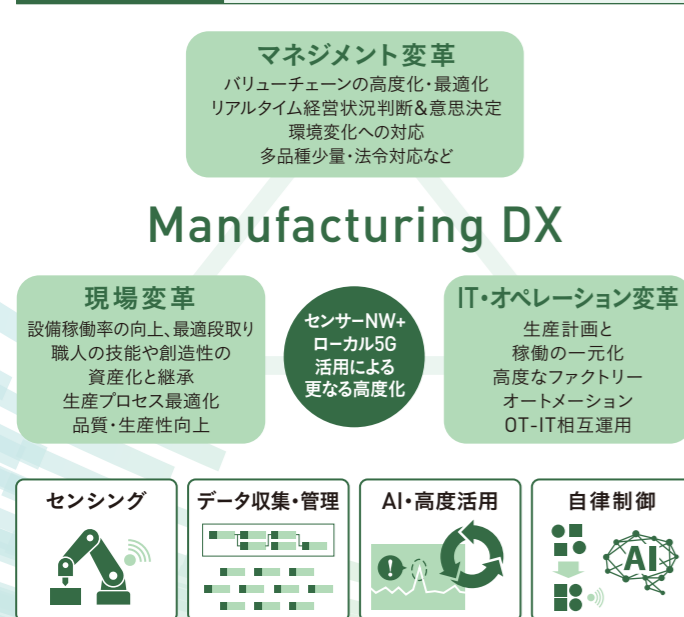 マネジメント変革
バリューチェーンの高度化・最適化
リアルタイム経営状況判断&意思決定
環境変化への対応
多品種少量・法令対応など
Manufacturing DX
現場変革
設備稼働率の向上、最適段取り
職人の技能や創造性の
資産化と継承
生産プロセス最適化
品質・生産性向上
センサーNW+
ローカル5G
活用による
更なる高度化
IT・オペレーション変革
生産計画と
稼働の一元化
高度なファクトリー
オートメーション
OT-IT相互運用
センシング
データ収集・管理
AI・高度活用
自律制御
AI